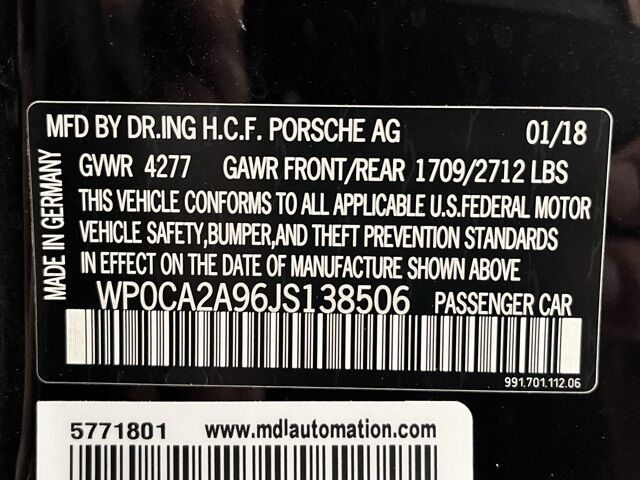 MFD BY DR.ING H.C.F. PORSCHE AG 01/18
GVWR 4277 GAWR FRONT/REAR 1709/2712 LBS
THIS VEHICLE CONFORMS TO ALL APPLICABLE U.S.FEDERAL MOTOR
VEHICLE SAFETY,BUMPER,AND THEFT PREVENTION STANDARDS
IN EFFECT ON THE DATE OF MANUFACTURE SHOWN ABOVE
WP0CA2A96JS138506 PASSENGER CAR
991.701.112.06
MADE IN GERMANY
5771801 www.mdlautomation.com